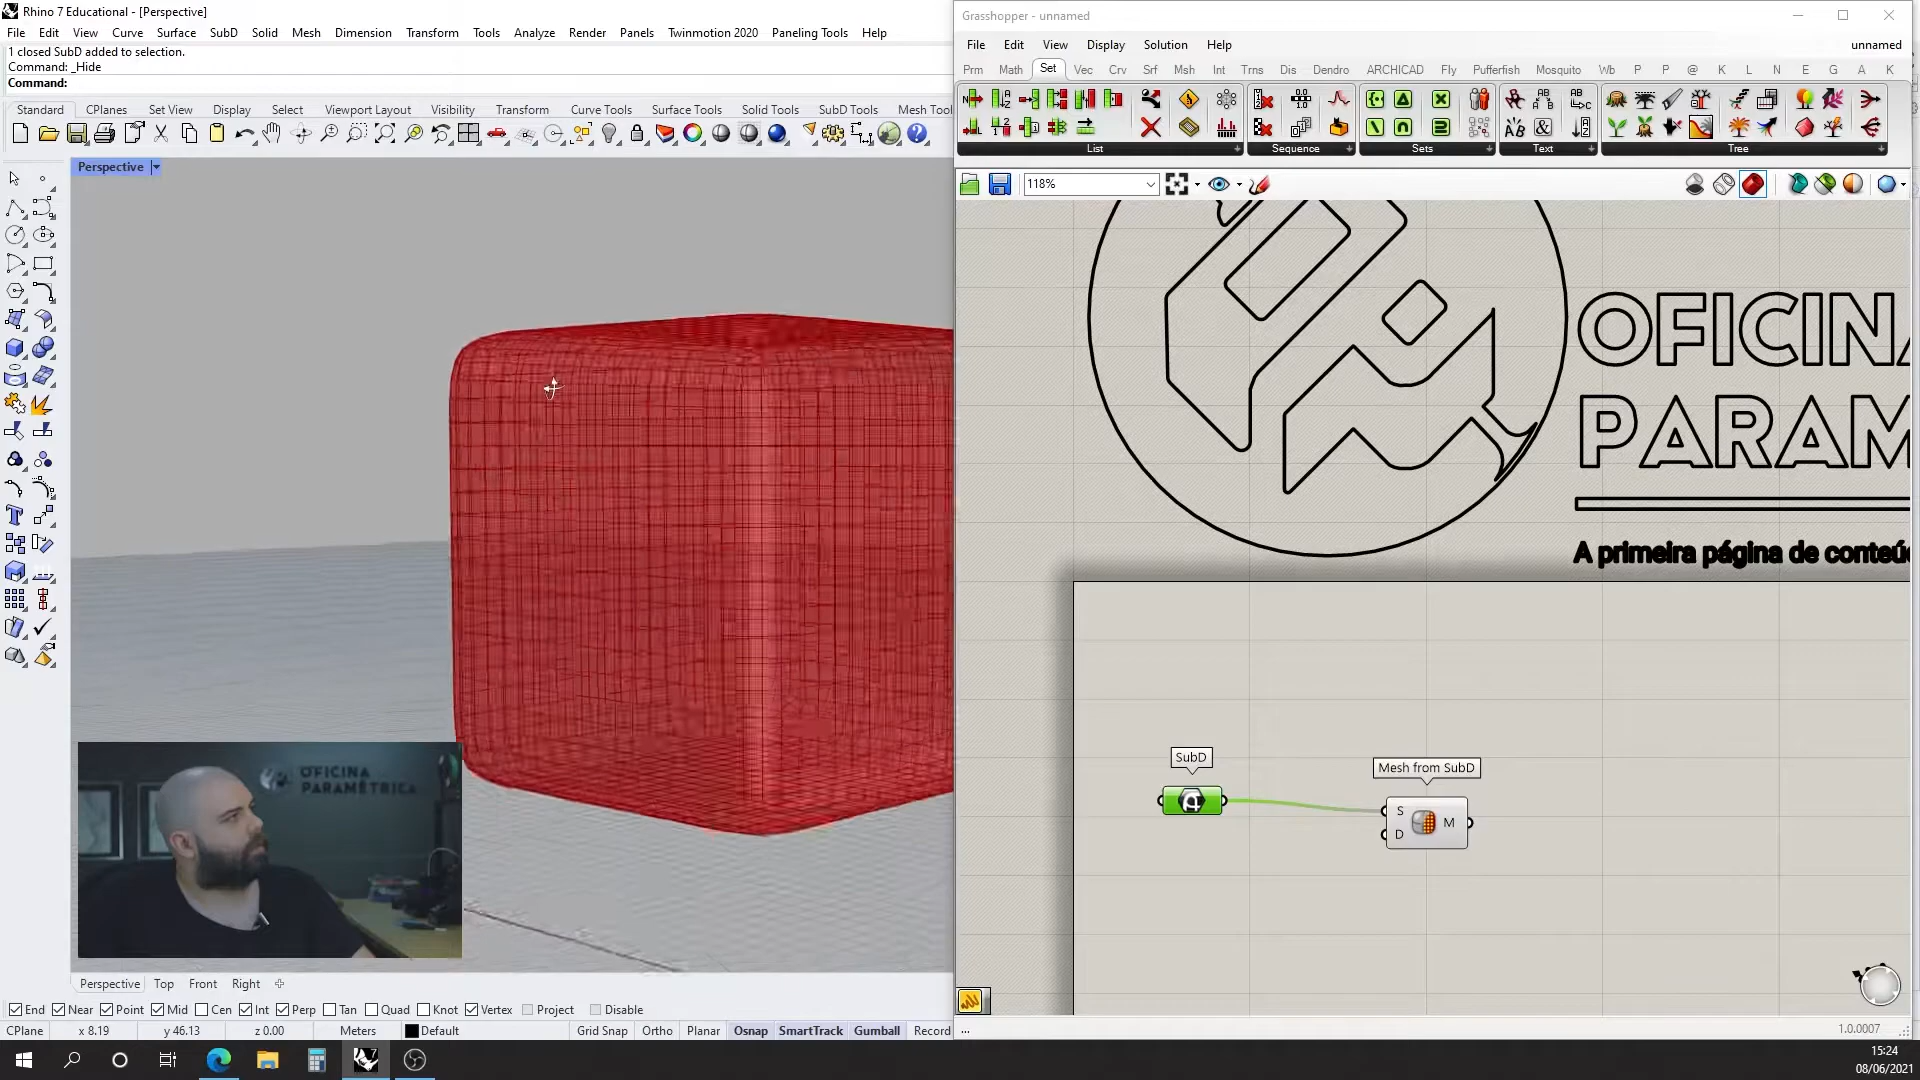 Rhino 7 Educational - [Perspective]
File Edit View Curve Surface SubD Solid Mesh Dimension Transform Tools Analyze Render Panels Twinmotion 2020 Paneling Tools Help
1 closed SubD added to selection.
Command: _Hide
Command:
Standard CPlanes Set View Display Select Viewport Layout Visibility Transform Curve Tools Surface Tools Solid Tools SubD Tools Mesh Tool
Perspective
OFICINA
PARAMÉTRICA
Perspective Top Front Right
End Near Point Mid Cen Int Perp Tan Quad Knot Vertex Project Disable
CPlane x 8.19 y 46.13 z 0.00 Meters Default Grid Snap Ortho Planar Osnap SmartTrack Gumball Record
Grasshopper - unnamed
File Edit View Display Solution Help unnamed
Prm Math Set Vec Crv Srf Msh Int Trns Dis Dendro ARCHICAD Fly Pufferfish Mosquito Wb P P @ K L N E G A K
List Sequence Sets Text Tree
118%
OFICINA
PARAM
A primeira página de conteú
SubD
Mesh from SubD
S
D
M
...
1.0.0007
15:24
08/06/2021